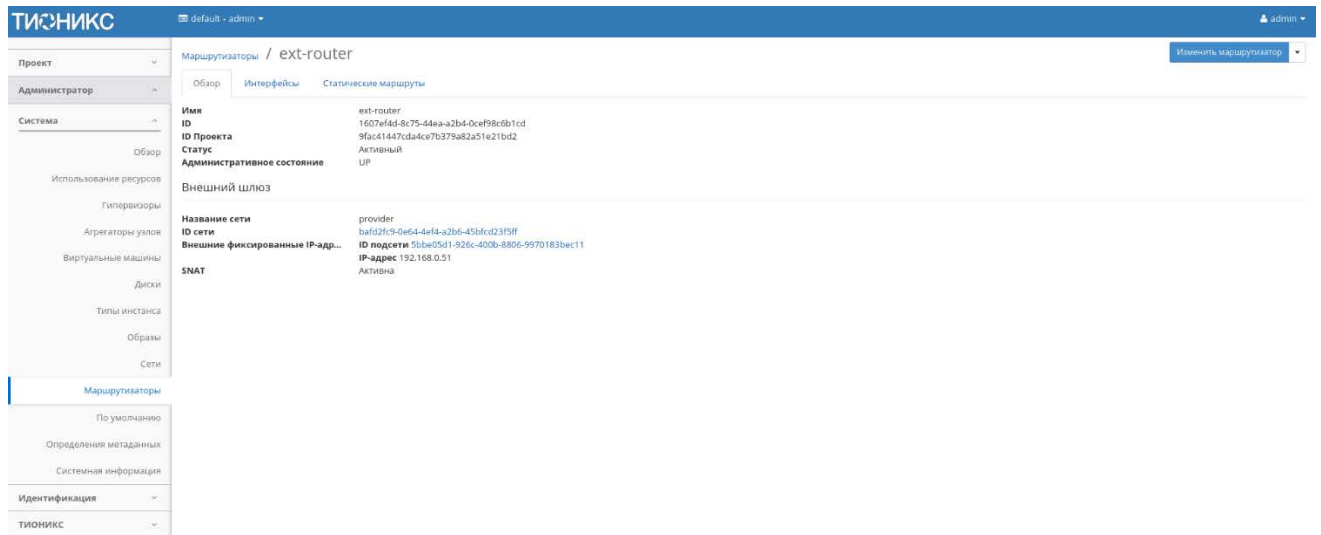 ТИОНИКС
default • admin
admin
Проект
Администратор
Система
Обзор
Использование ресурсов
Гипервизоры
Агрегаторы узлов
Виртуальные машины
Диски
Типы инстанса
Образы
Сети
Маршрутизаторы
По умолчанию
Определения метаданных
Системная информация
Идентификация
ТИОНИКС
Маршрутизаторы / ext-router
Изменить маршрутизатор
Обзор Интерфейсы Статические маршруты
Имя ext-router
ID 1607ef4d-8c75-44ea-a2b4-0cef98c6b1cd
ID Проекта 9fac41447cda4ce7b379a82a51e21bd2
Статус Активный
Административное состояние UP
Внешний шлюз
Название сети provider
ID сети bafd2fc9-0e64-4ef4-a2b6-45bfcd23f5ff
Внешние фиксированные IP-адр... ID подсети 5bbe05d1-926c-400b-8806-9970183bec11
IP-адрес 192.168.0.51
SNAT Активна